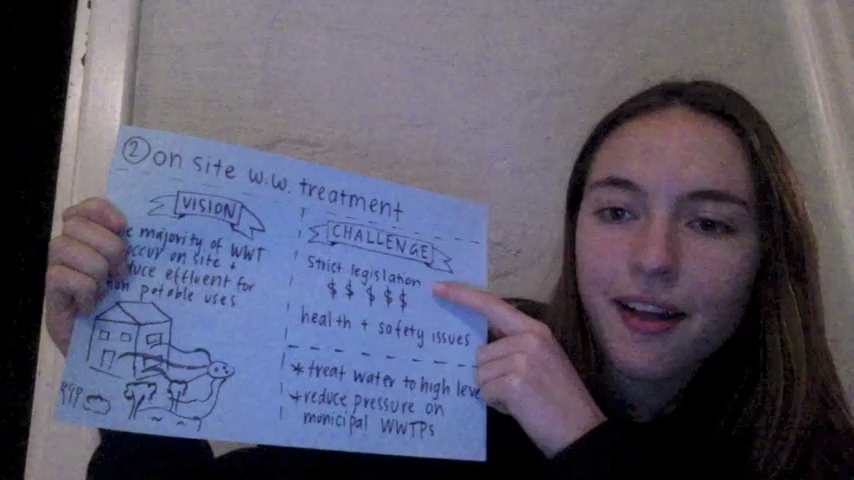 ② on site w.w. treatment
VISION
majority of WWT
occur on site +
effluent for
potable uses
CHALLENGE
strict legislation
$ $ $ $ $
health + safety issues
* treat water to high
* reduce pressure on
municipal WWTPs